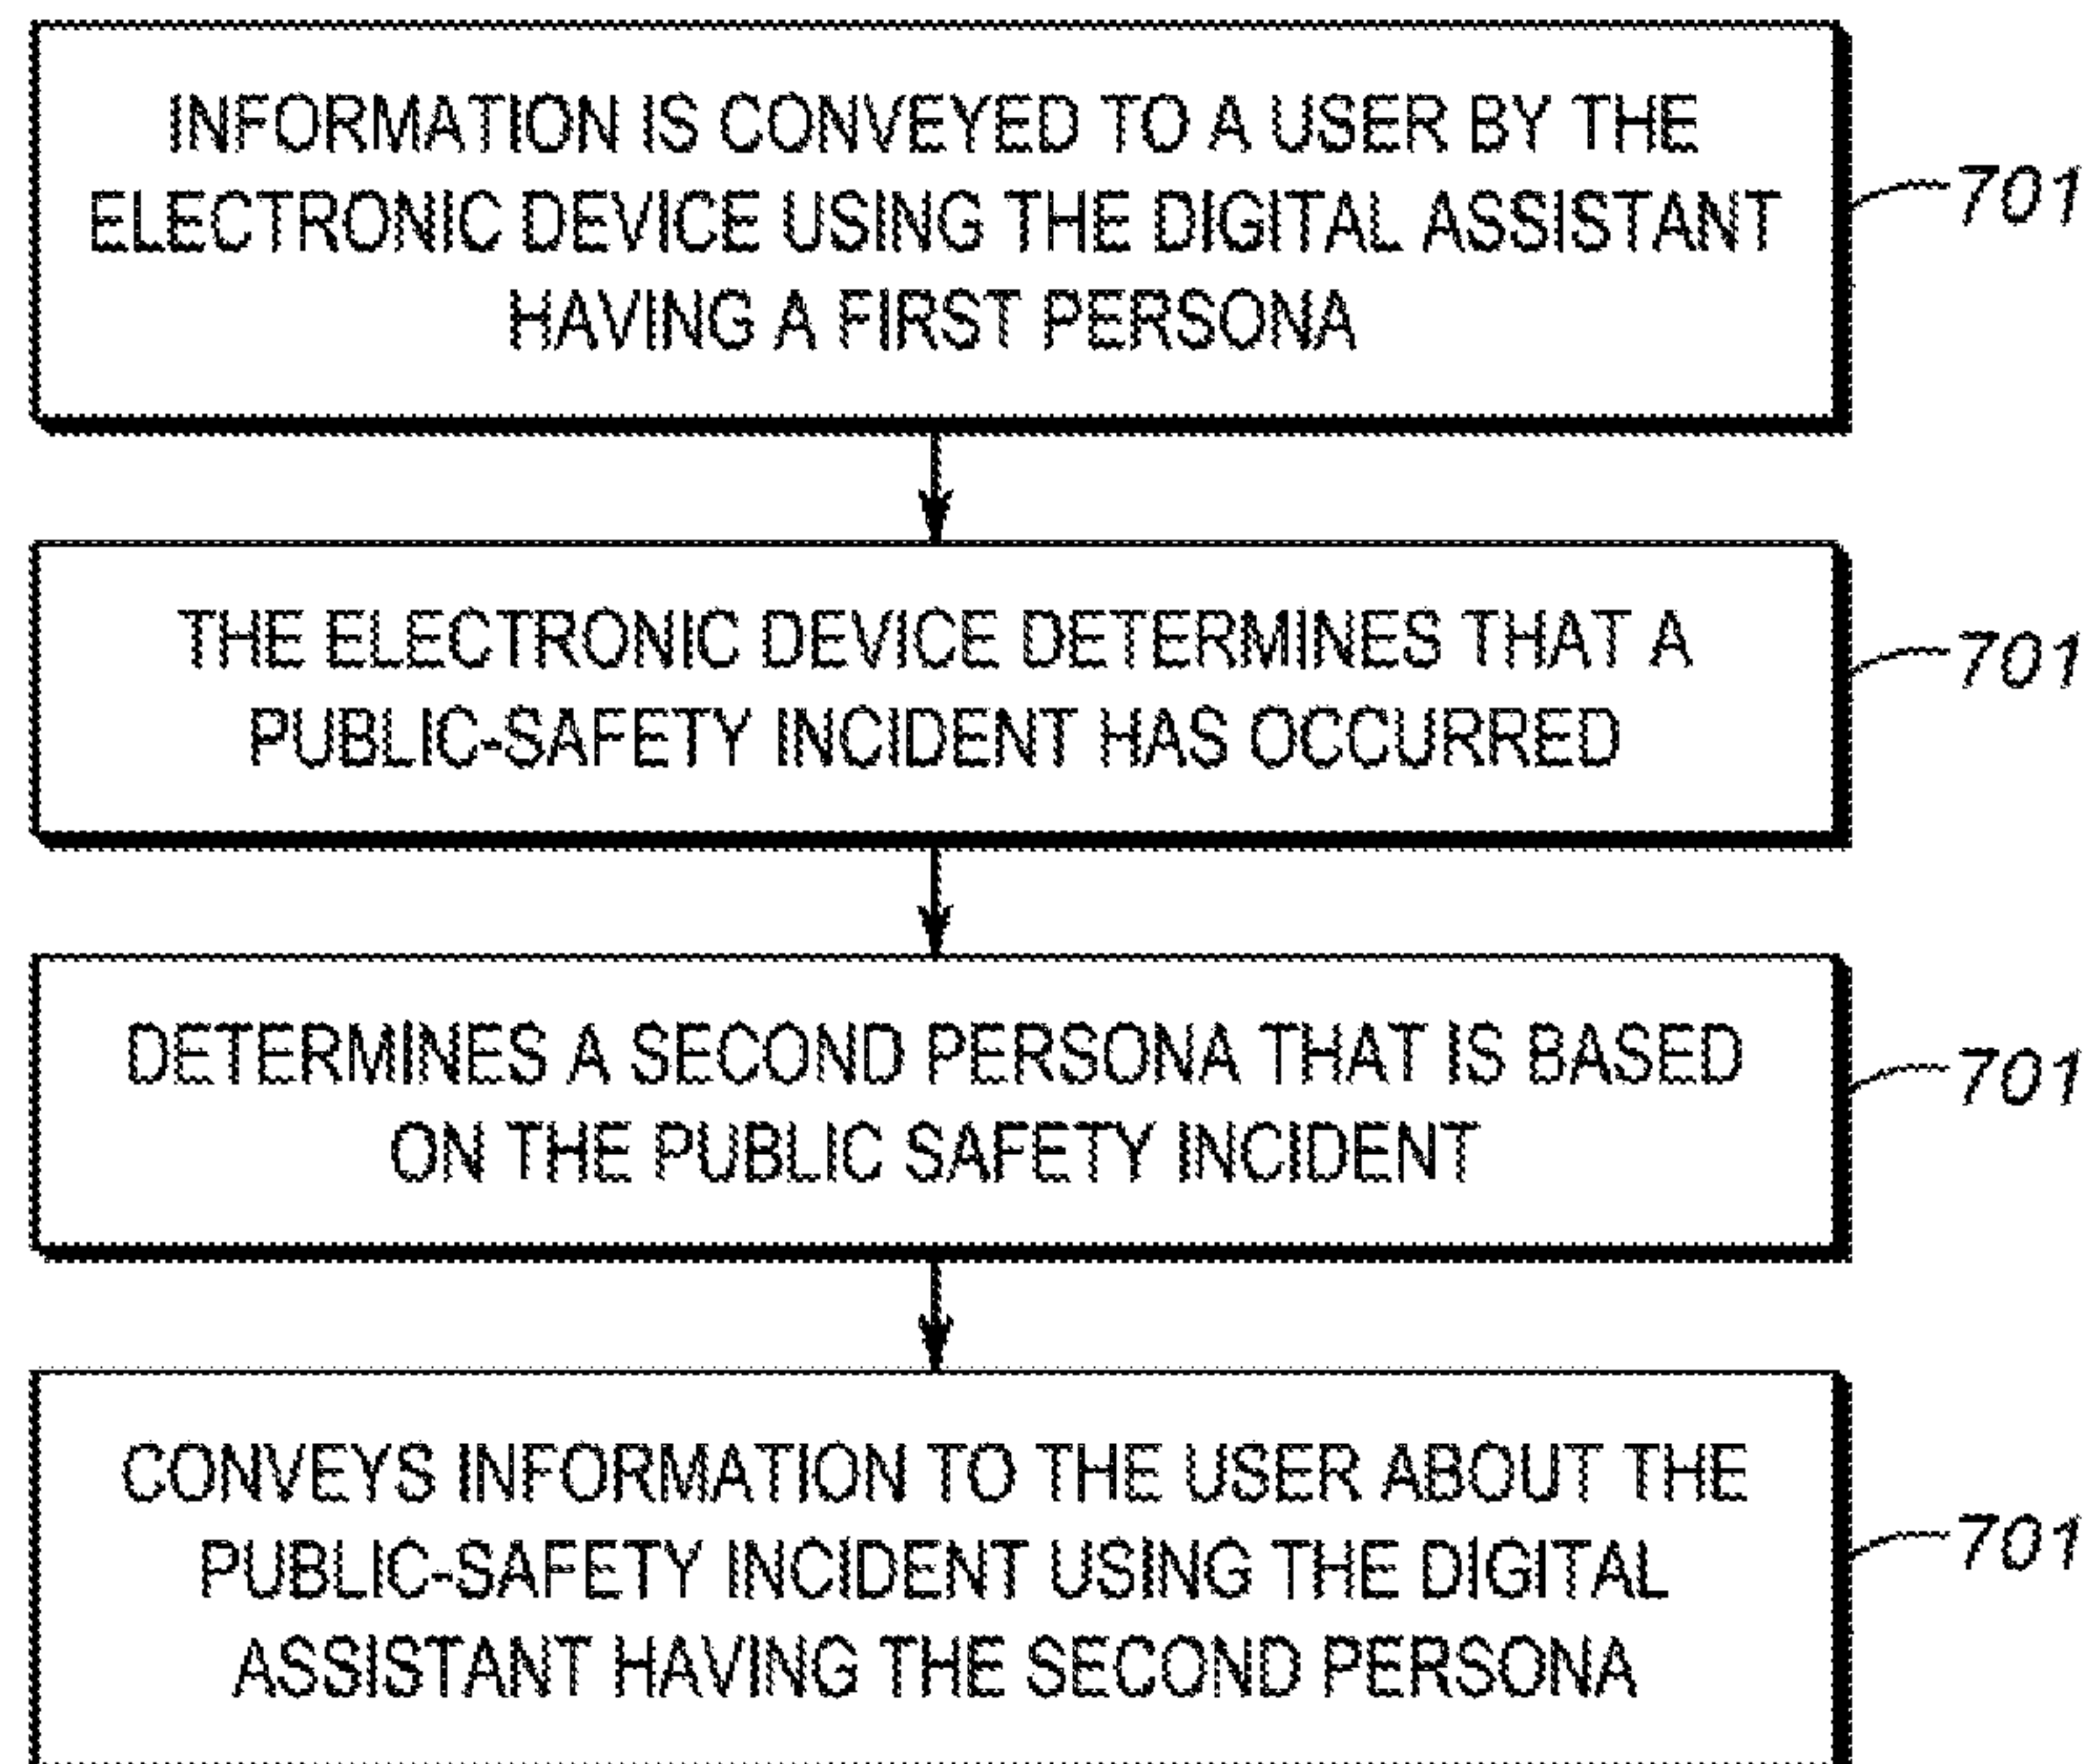 INFORMATION IS CONVEYED TO A USER BY THE
ELECTRONIC DEVICE USING THE DIGITAL ASSISTANT
HAVING A FIRST PERSONA
701
THE ELECTRONIC DEVICE DETERMINES THAT A
PUBLIC-SAFETY INCIDENT HAS OCCURRED
701
DETERMINES A SECOND PERSONA THAT IS BASED
ON THE PUBLIC SAFETY INCIDENT
701
CONVEYS INFORMATION TO THE USER ABOUT THE
PUBLIC-SAFETY INCIDENT USING THE DIGITAL
ASSISTANT HAVING THE SECOND PERSONA
701